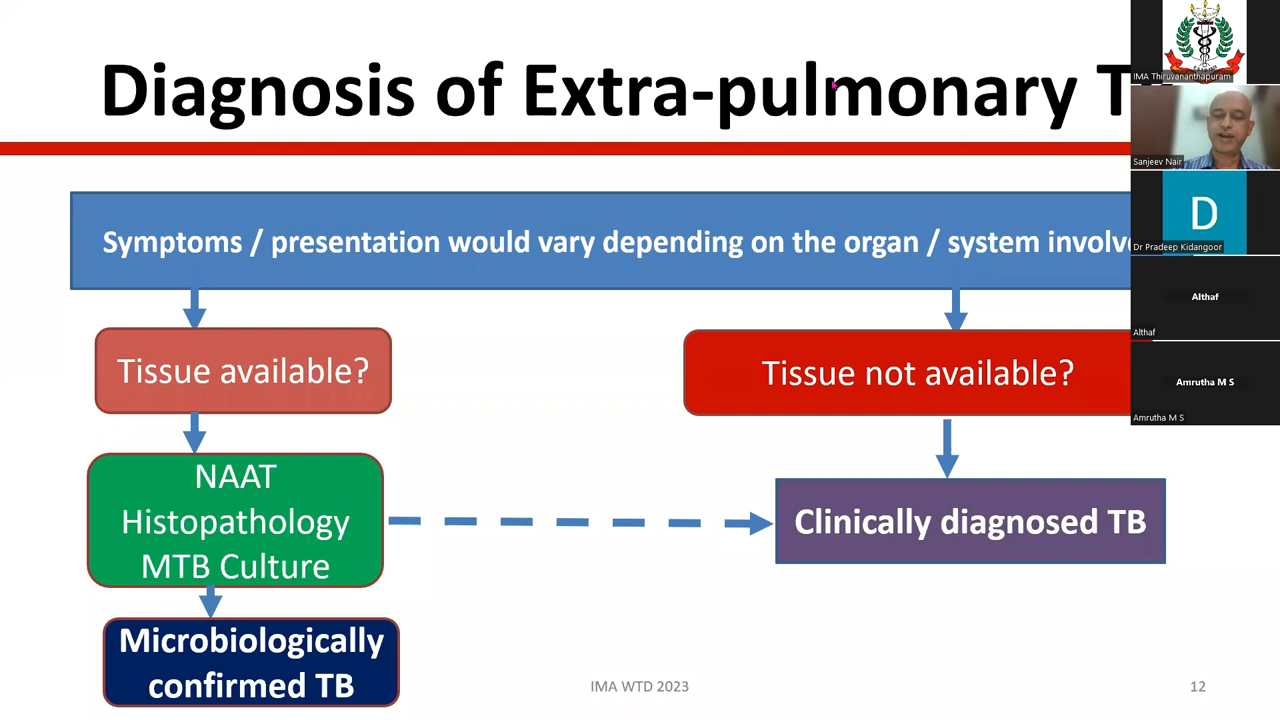 Diagnosis of Extra-pulmonary
Symptoms / presentation would vary depending on the organ / system
Tissue available?
Tissue not available?
NAAT
Histopathology
MTB Culture
Clinically diagnosed TB
Microbiologically
confirmed TB
IMA WTD 2023
12
IMA Thiruvananthapuram
Sanjeev Nair
D
Dr Pradeep Kidangoor
Althaf
Althaf
Amrutha M S
Amrutha M S